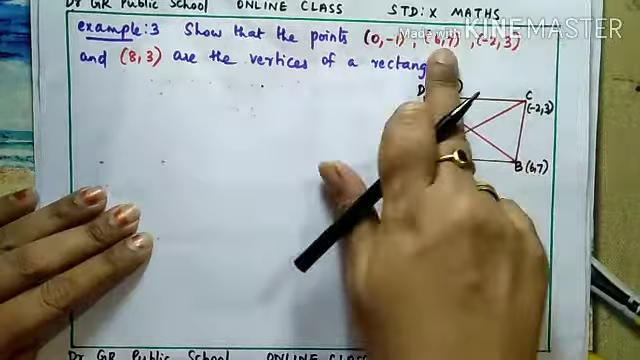 Dr GR Public School ONLINE CLASS STD: X MATHS
Made with KINEMASTER
example:3 Show that the points (0,-1), (6,7), (-2,3)
and (8,3) are the vertices of a
D
C
(-2,3)
B(6,7)
Dr GR Public School ONLINE CLASS